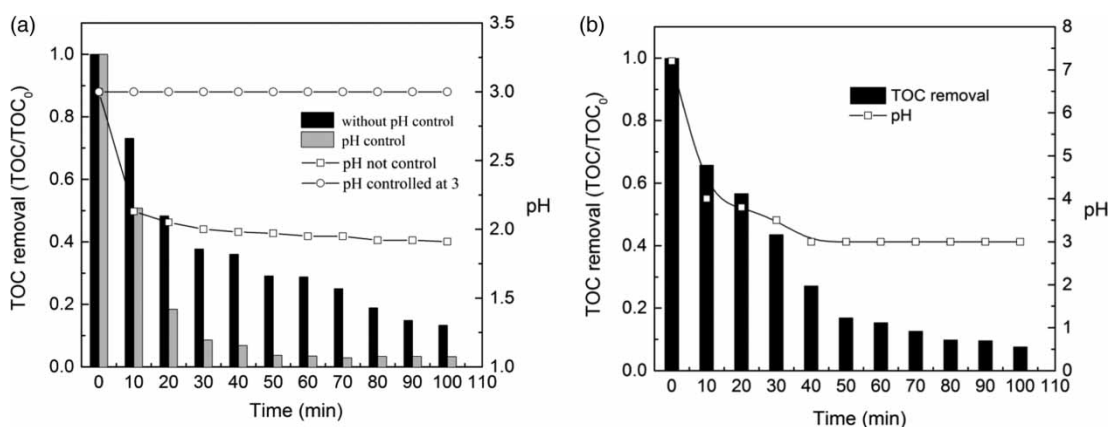 (a)
TOC removal (TOC/TOC₀)
1.0
0.8
0.6
0.4
0.2
0.0
3.5
3.0
2.5
2.0
1.5
1.0
pH
without pH control
pH control
pH not control
pH controlled at 3
0 10 20 30 40 50 60 70 80 90 100 110
Time (min)
(b)
TOC removal (TOC/TOC₀)
1.0
0.8
0.6
0.4
0.2
0.0
8
7
6
5
4
3
2
1
0
pH
TOC removal
pH
0 10 20 30 40 50 60 70 80 90 100 110
Time (min)